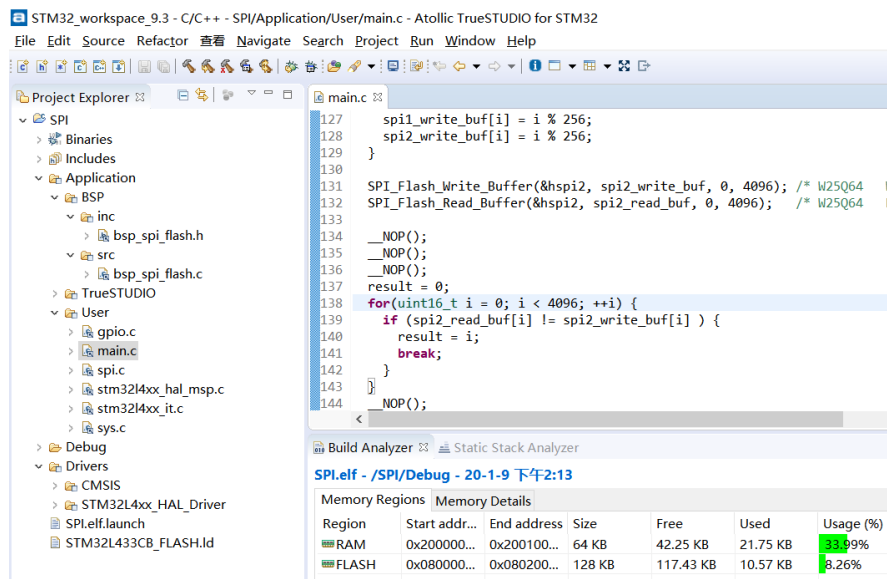 STM32_workspace_9.3 - C/C++ - SPI/Application/User/main.c - Atollic TrueSTUDIO for STM32
File Edit Source Refactor 查看 Navigate Search Project Run Window Help
Project Explorer
SPI
Binaries
Includes
Application
BSP
inc
bsp_spi_flash.h
src
bsp_spi_flash.c
TrueSTUDIO
User
gpio.c
main.c
spi.c
stm32l4xx_hal_msp.c
stm32l4xx_it.c
sys.c
Debug
Drivers
CMSIS
STM32L4xx_HAL_Driver
SPI.elf.launch
STM32L433CB_FLASH.ld
main.c
127 spi1_write_buf[i] = i % 256;
128 spi2_write_buf[i] = i % 256;
129 }
130
131 SPI_Flash_Write_Buffer(&hspi2, spi2_write_buf, 0, 4096); /* W25Q64
132 SPI_Flash_Read_Buffer(&hspi2, spi2_read_buf, 0, 4096); /* W25Q64
133
134 __NOP();
135 __NOP();
136 __NOP();
137 result = 0;
138 for(uint16_t i = 0; i < 4096; ++i) {
139 if (spi2_read_buf[i] != spi2_write_buf[i] ) {
140 result = i;
141 break;
142 }
143 }
144 __NOP();
Build Analyzer Static Stack Analyzer
SPI.elf - /SPI/Debug - 20-1-9 下午2:13
Memory Regions Memory Details
Region Start addr... End address Size Free Used Usage (%)
RAM 0x200000... 0x200100... 64 KB 42.25 KB 21.75 KB 33.99%
FLASH 0x080000... 0x080200... 128 KB 117.43 KB 10.57 KB 8.26%